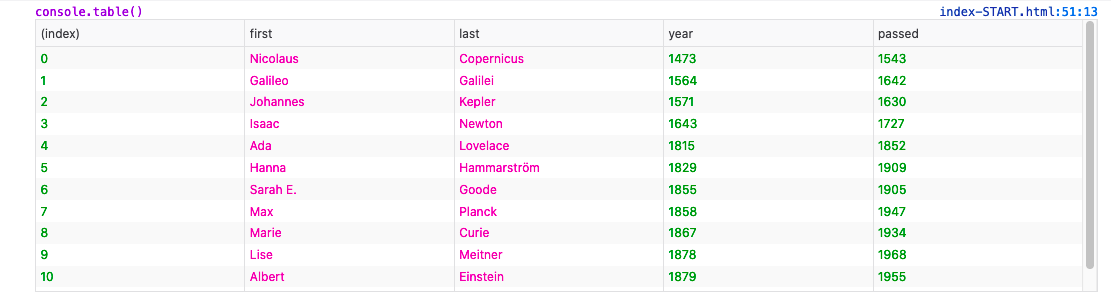 console.table() index-START.html:51:13
(index) first last year passed
0 Nicolaus Copernicus 1473 1543
1 Galileo Galilei 1564 1642
2 Johannes Kepler 1571 1630
3 Isaac Newton 1643 1727
4 Ada Lovelace 1815 1852
5 Hanna Hammarström 1829 1909
6 Sarah E. Goode 1855 1905
7 Max Planck 1858 1947
8 Marie Curie 1867 1934
9 Lise Meitner 1878 1968
10 Albert Einstein 1879 1955